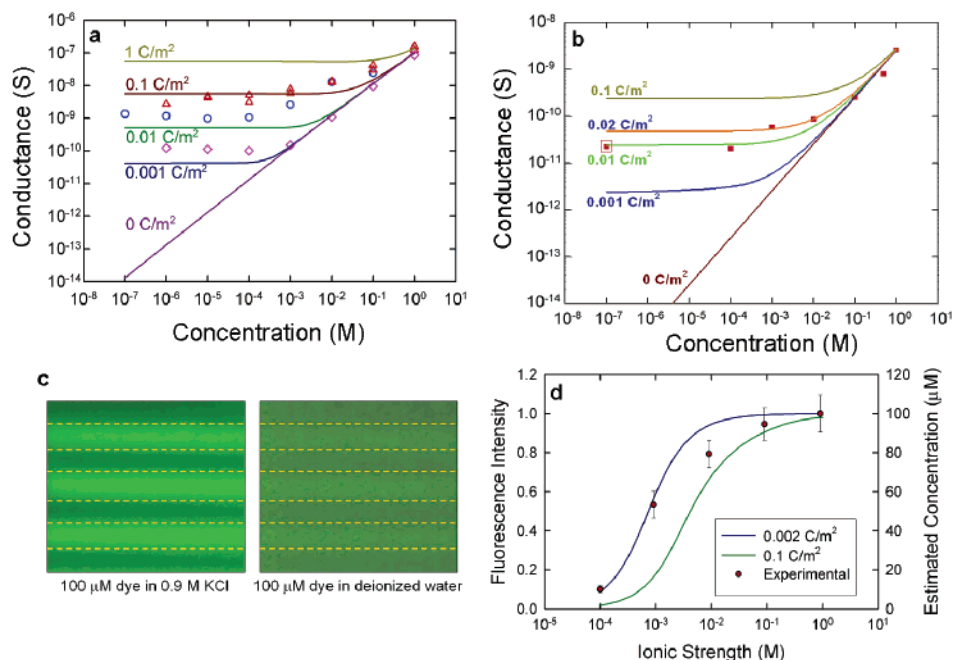 a
Conductance (S)
10⁻⁶
10⁻⁷
10⁻⁸
10⁻⁹
10⁻¹⁰
10⁻¹¹
10⁻¹²
10⁻¹³
10⁻¹⁴
1 C/m²
0.1 C/m²
0.01 C/m²
0.001 C/m²
0 C/m²
10⁻⁸ 10⁻⁷ 10⁻⁶ 10⁻⁵ 10⁻⁴ 10⁻³ 10⁻² 10⁻¹ 10⁰ 10¹
Concentration (M)
b
Conductance (S)
10⁻⁸
10⁻⁹
10⁻¹⁰
10⁻¹¹
10⁻¹²
10⁻¹³
10⁻¹⁴
0.1 C/m²
0.02 C/m²
0.01 C/m²
0.001 C/m²
0 C/m²
10⁻⁸ 10⁻⁷ 10⁻⁶ 10⁻⁵ 10⁻⁴ 10⁻³ 10⁻² 10⁻¹ 10⁰ 10¹
Concentration (M)
c
100 μM dye in 0.9 M KCl
100 μM dye in deionized water
d
Fluorescence Intensity
1.2
1.0
0.8
0.6
0.4
0.2
0.0
120
100
80
60
40
20
0
Estimated Concentration (μM)
0.002 C/m²
0.1 C/m²
Experimental
10⁻⁵ 10⁻⁴ 10⁻³ 10⁻² 10⁻¹ 10⁰ 10¹
Ionic Strength (M)